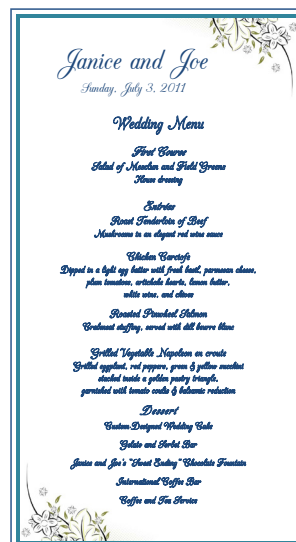 Janice and Joe
Sunday, July 3, 2011
Wedding Menu
First Course
Salad of Mesclun and Field Greens
House dressing
Entrées
Roast Tenderloin of Beef
Mushrooms in an elegant red wine sauce
Chicken Carciofi
Dipped in a light egg batter with fresh basil, parmesan cheese,
plum tomatoes, artichoke hearts, lemon butter,
white wine, and chives
Roasted Pinwheel Salmon
Crabmeat stuffing, served with dill beurre blanc
Grilled Vegetable Napoleon en croute
Grilled eggplant, red peppers, green & yellow zucchini
stacked inside a golden pastry triangle,
garnished with tomato coulis & balsamic reduction
Dessert
Custom-Designed Wedding Cake
Gelato and Sorbet Bar
Janice and Joe's "Sweet Ending" Chocolate Fountain
International Coffee Bar
Coffee and Tea Service